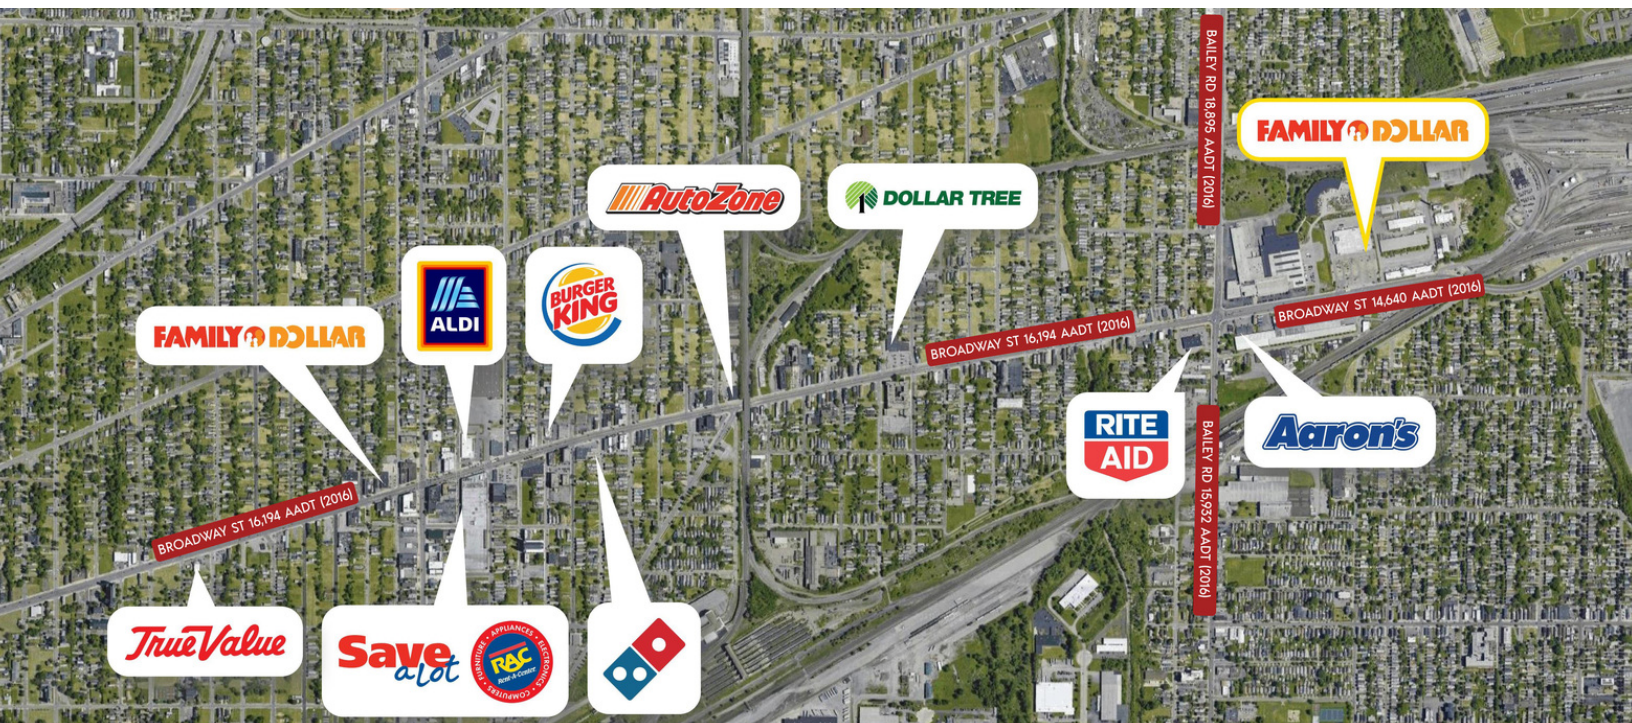 BAILEY RD 18,895 AADT (2016)
FAMILY DOLLAR
AutoZone
DOLLAR TREE
ALDI
BURGER
KING
FAMILY DOLLAR
BROADWAY ST 14,640 AADT (2016)
BROADWAY ST 16,194 AADT (2016)
RITE
AID
Aaron's
BAILEY RD 15,932 AADT (2016)
BROADWAY ST 16,194 AADT (2016)
True Value
Save
a lot
FURNITURE • APPLIANCES • ELECTRONICS • COMPUTERS •
RAC
Rent-A-Center